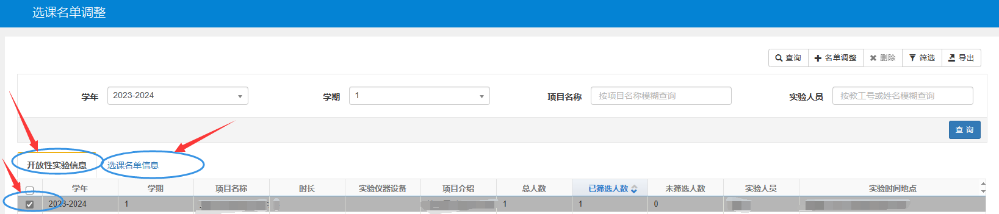 选课名单调整
查询 名单调整 删除 筛选 导出
学年 2023-2024 学期 1 项目名称 按项目名称模糊查询 实验人员 按教工号或姓名模糊查询
查 询
开放性实验信息 选课名单信息
学年 学期 项目名称 时长 实验仪器设备 项目介绍 总人数 已筛选人数 未筛选人数 实验人员 实验时间地点
2023-2024 1 1 1 0